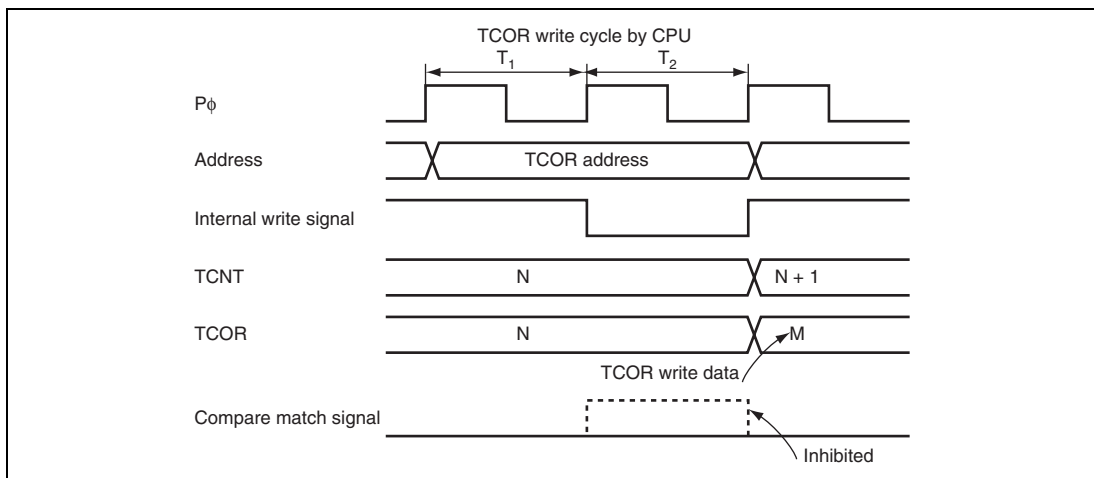 TCOR write cycle by CPU
T1 T2
Pϕ
Address TCOR address
Internal write signal
TCNT N N + 1
TCOR N M
TCOR write data
Compare match signal
Inhibited